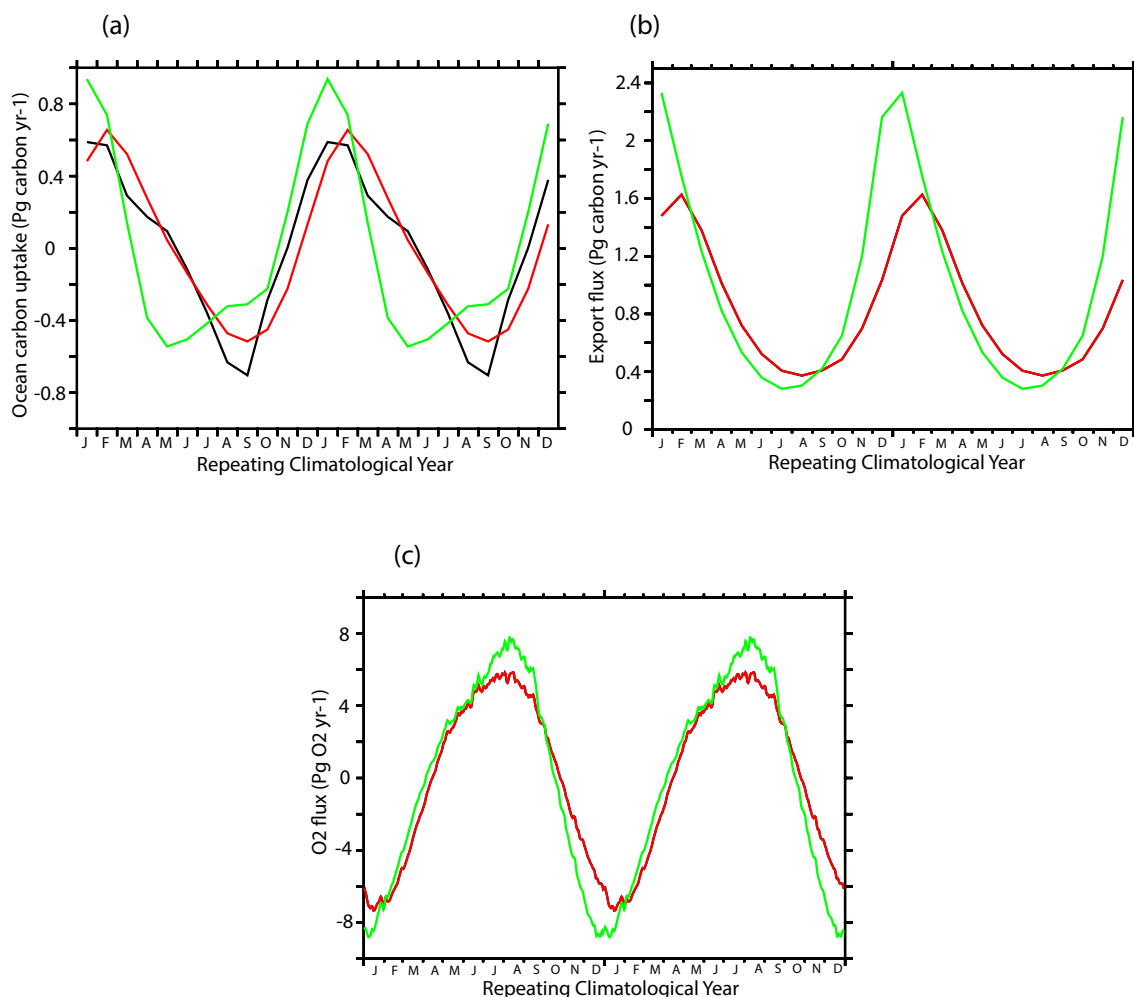 (a)
0.8
0.4
0
-0.4
-0.8
Ocean carbon uptake (Pg carbon yr-1)
J F M A M J J A S O N D J F M A M J J A S O N D
Repeating Climatological Year
(b)
2.4
2
1.6
1.2
0.8
0.4
0
Export flux (Pg carbon yr-1)
J F M A M J J A S O N D J F M A M J J A S O N D
Repeating Climatological Year
(c)
8
4
0
-4
-8
O2 flux (Pg O2 yr-1)
J F M A M J J A S O N D J F M A M J J A S O N D
Repeating Climatological Year